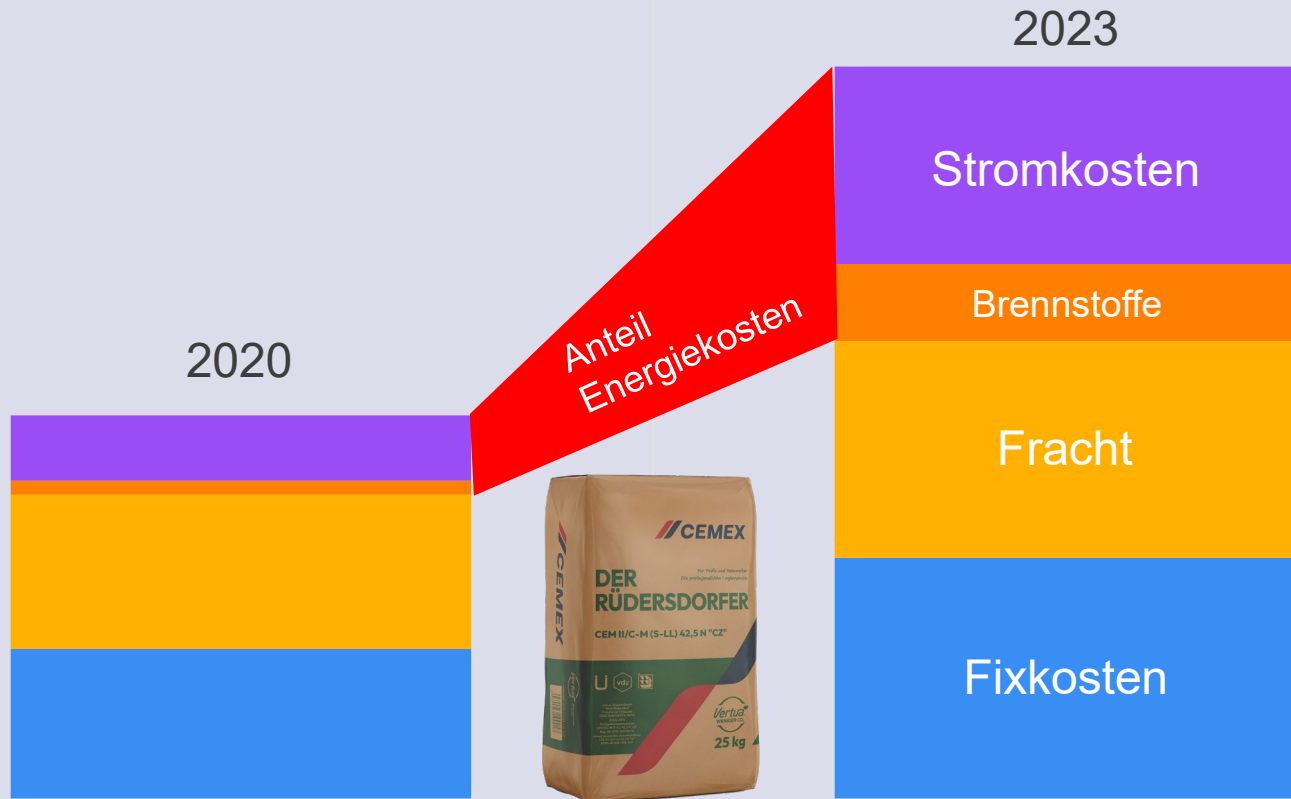 2023
Stromkosten
Brennstoffe
Fracht
Fixkosten
2020
Anteil
Energiekosten
CEMEX
CEMEX
DER
RÜDERSDORFER
CEM II/C-M (S-LL) 42,5 N "CZ"
vdz
Vertua
25 kg